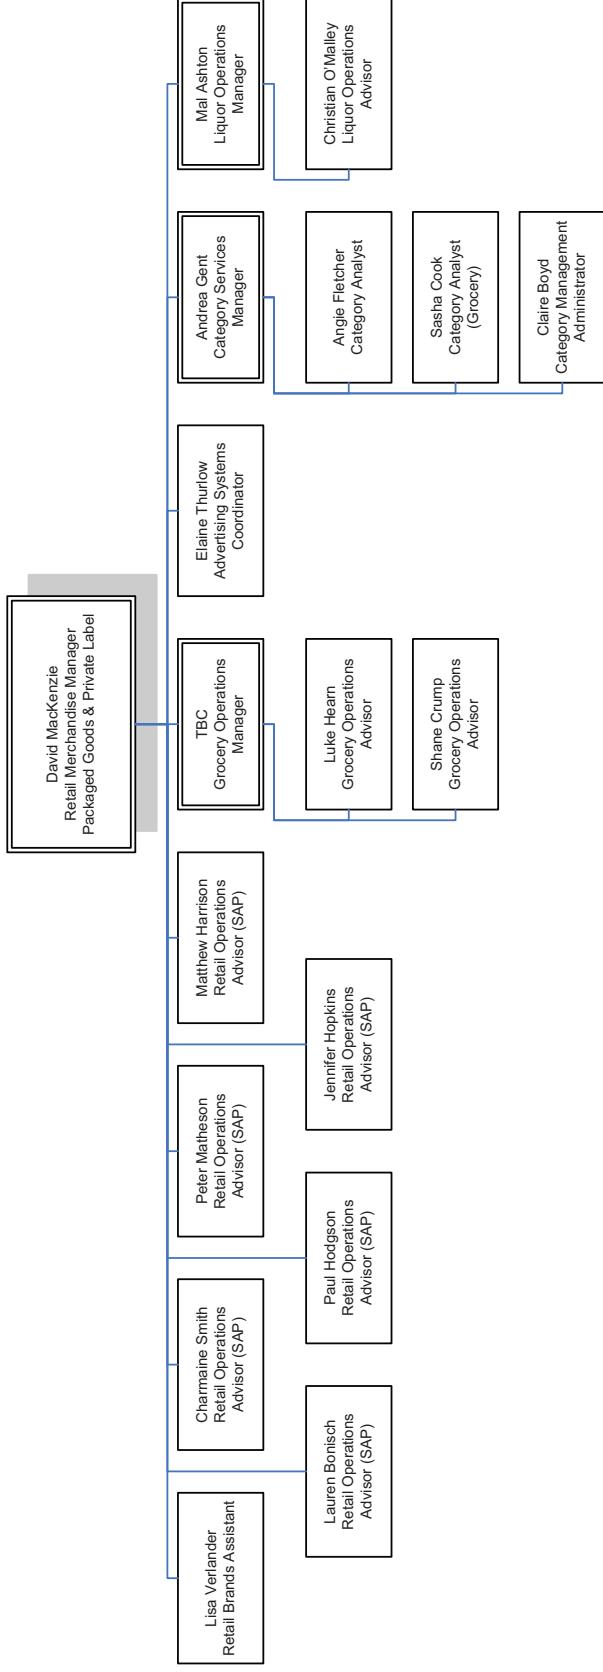 David MacKenzie
Retail Merchandise Manager
Packaged Goods & Private Label
Lisa Verlander
Retail Brands Assistant
Charmaine Smith
Retail Operations
Advisor (SAP)
Peter Matheson
Retail Operations
Advisor (SAP)
Matthew Harrison
Retail Operations
Advisor (SAP)
TBC
Grocery Operations
Manager
Elaine Thurlow
Advertising Systems
Coordinator
Andrea Gent
Category Services
Manager
Mal Ashton
Liquor Operations
Manager
Lauren Bonisch
Retail Operations
Advisor (SAP)
Paul Hodgson
Retail Operations
Advisor (SAP)
Jennifer Hopkins
Retail Operations
Advisor (SAP)
Luke Hearn
Grocery Operations
Advisor
Angie Fletcher
Category Analyst
Christian O'Malley
Liquor Operations
Advisor
Shane Crump
Grocery Operations
Advisor
Sasha Cook
Category Analyst
(Grocery)
Claire Boyd
Category Management
Administrator